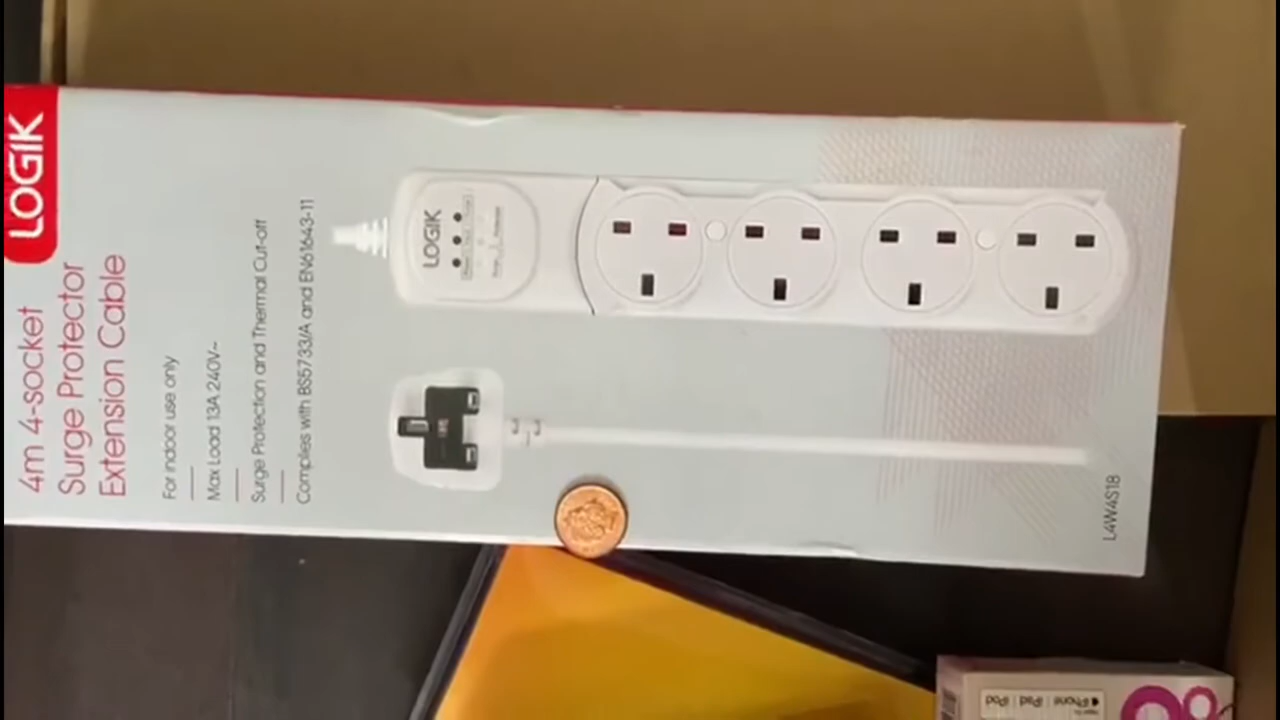 LOGIK
4m 4-socket
Surge Protector
Extension Cable
For indoor use only
Max Load 13A 240V~
Surge Protection and Thermal Cut-off
Complies with BS5733/A and EN61643-11
LOGIK
L4W4S18
iPhone iPad iPod